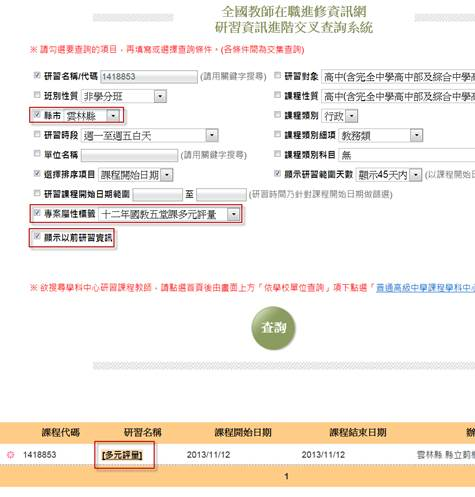 全國教師在職進修資訊網
研習資訊進階交叉查詢系統
※ 請勾選要查詢的項目，再填寫或選擇查詢條件。(各條件間為交集查詢)
研習名稱/代碼 1418853 (請用關鍵字搜尋) 研習對象 高中(含完全中學高中部及綜合中學高
班別性質 非學分班 課程性質 高中(含完全中學高中部及綜合中學高
縣市 雲林縣 課程類別 行政
研習時段 週一至週五白天 課程類別細項 教務類
單位名稱 (請用關鍵字搜尋) 課程類別科目 無
選擇排序項目 課程開始日期 顯示研習範圍天數 顯示45天內 (以課程開始日
研習課程開始日期範圍 至 (研習時間乃針對課程開始日期做篩選)
專案屬性標籤 十二年國教五堂課多元評量
顯示以前研習資訊
※ 欲搜尋學科中心研習課程教師，請點選首頁後由畫面上方「依學校單位查詢」項下點選「普通高級中學課程學科中心
查詢
課程代碼 研習名稱 課程開始日期 課程結束日期 辦
1418853 [多元評量] 2013/11/12 2013/11/12 雲林縣 縣立
1